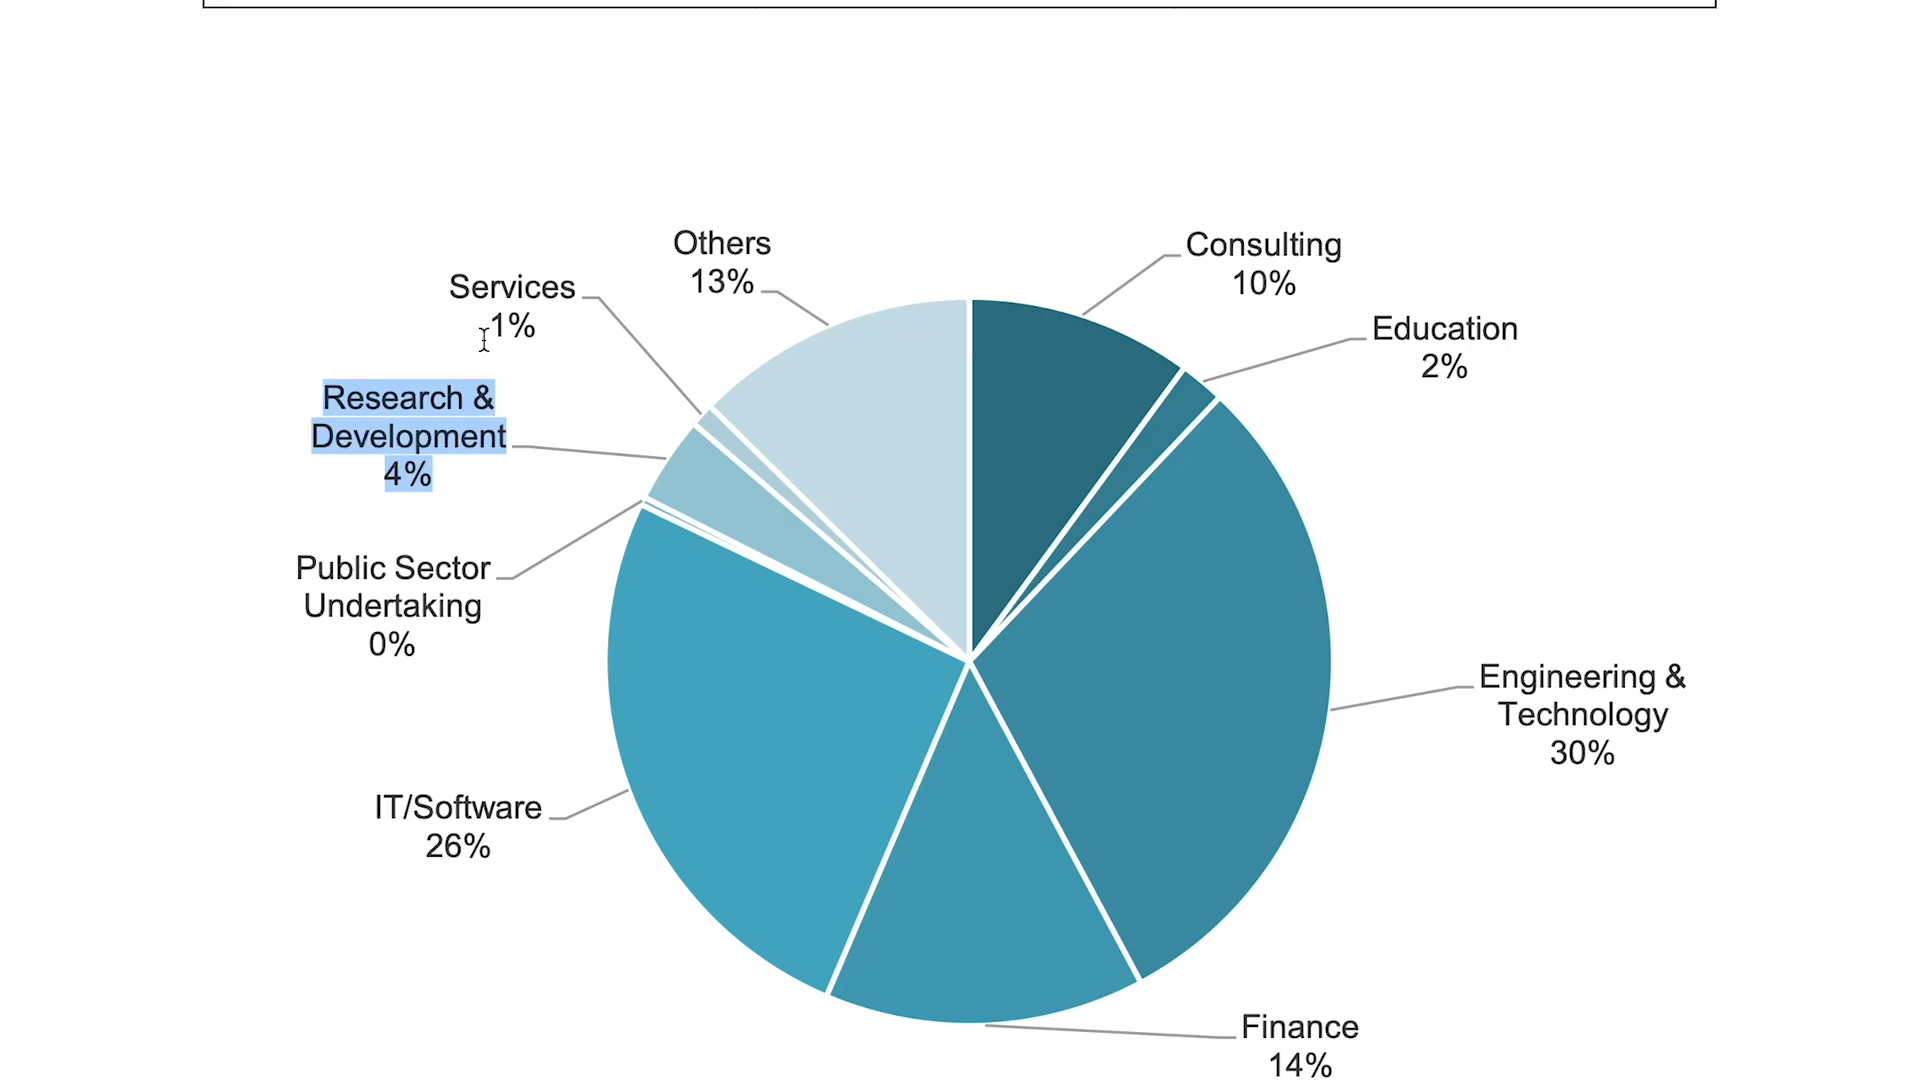 Others
13%
Consulting
10%
Services
1%
Education
2%
Research &
Development
4%
Public Sector
Undertaking
0%
Engineering &
Technology
30%
IT/Software
26%
Finance
14%